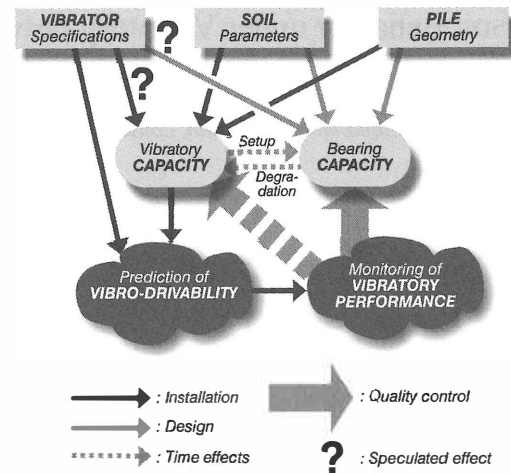 VIBRATOR
Specifications
?
SOIL
Parameters
PILE
Geometry
?
Vibratory
CAPACITY
Setup
Degra-
dation
Bearing
CAPACITY
Prediction of
VIBRO-DRIVABILITY
Monitoring of
VIBRATORY
PERFORMANCE
: Installation
: Quality control
: Design
: Time effects
? : Speculated effect